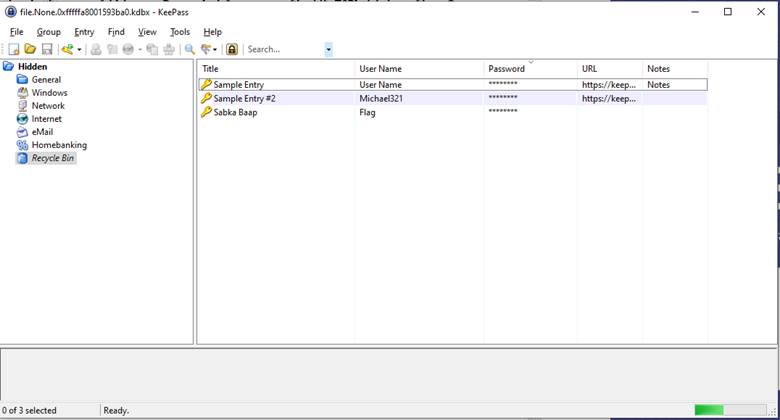 file.None.0xfffffa8001593ba0.kdbx - KeePass
File Group Entry Find View Tools Help
Search...
Hidden
General
Windows
Network
Internet
eMail
Homebanking
Recycle Bin
Title User Name Password URL Notes
Sample Entry User Name ******** https://keep... Notes
Sample Entry #2 Michael321 ******** https://keep...
Sabka Baap Flag ********
0 of 3 selected Ready.